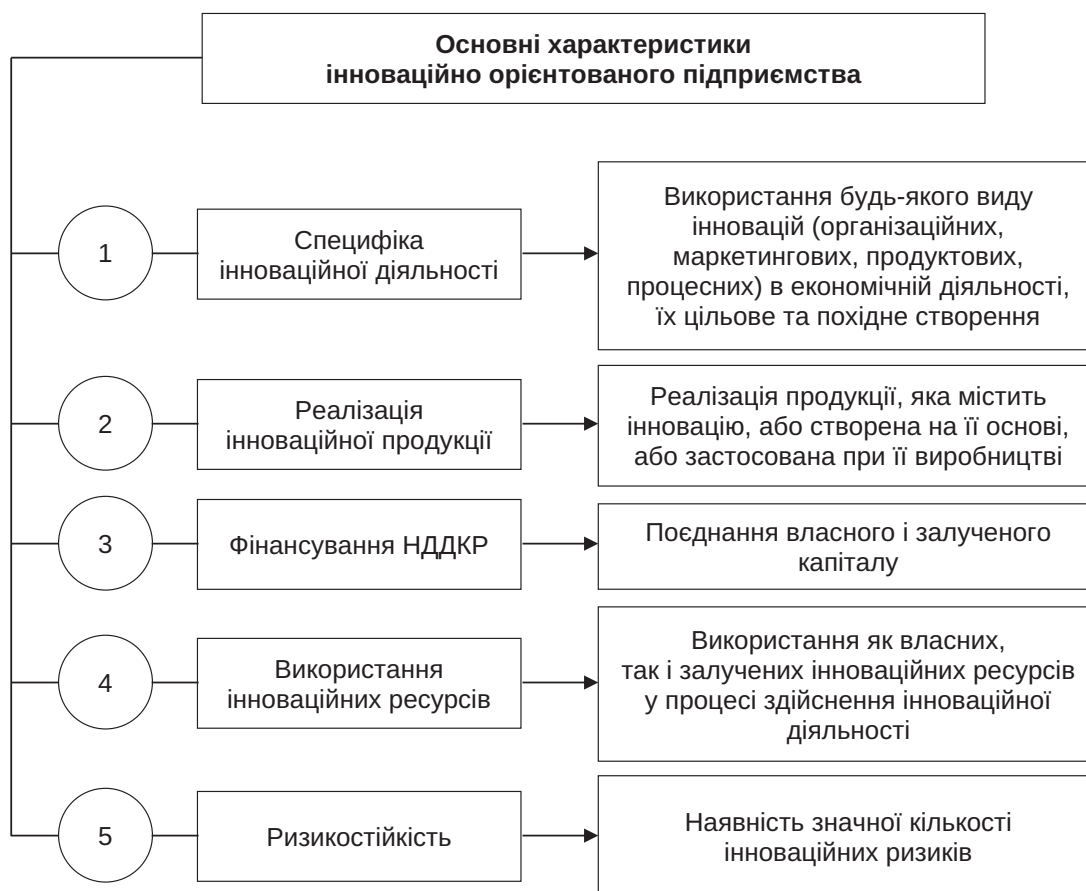 Основні характеристики
інноваційно орієнтованого підприємства
1
Специфіка
інноваційної діяльності
Використання будь-якого виду
інновацій (організаційних,
маркетингових, продуктових,
процесних) в економічній діяльності,
їх цільове та похідне створення
2
Реалізація
інноваційної продукції
Реалізація продукції, яка містить
інновацію, або створена на її основі,
або застосована при її виробництві
3
Фінансування НДДКР
Поєднання власного і залученого
капіталу
4
Використання
інноваційних ресурсів
Використання як власних,
так і залучених інноваційних ресурсів
у процесі здійснення інноваційної
діяльності
5
Ризикостійкість
Наявність значної кількості
інноваційних ризиків